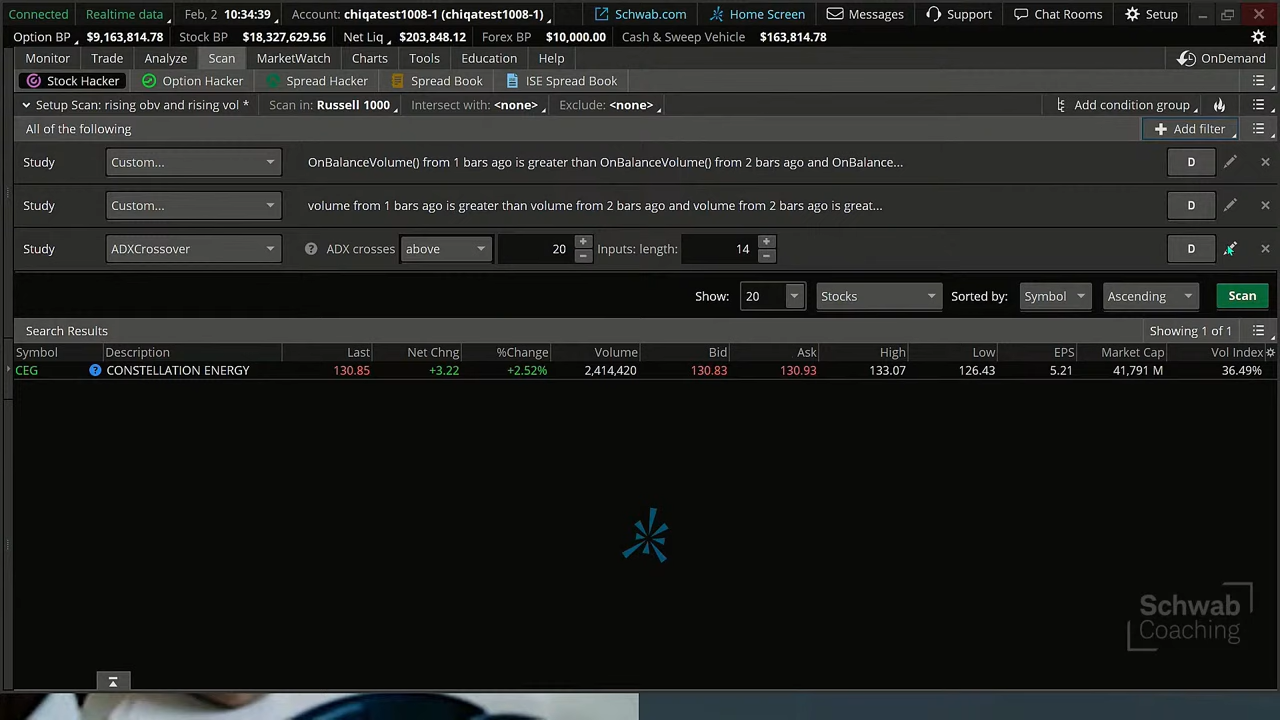 Connected Realtime data Feb, 2 10:34:39 Account: chiqatest1008-1 (chiqatest1008-1) Schwab.com Home Screen Messages Support Chat Rooms Setup
Option BP $9,163,814.78 Stock BP $18,327,629.56 Net Liq $203,848.12 Forex BP $10,000.00 Cash & Sweep Vehicle $163,814.78
Monitor Trade Analyze Scan MarketWatch Charts Tools Education Help OnDemand
Stock Hacker Option Hacker Spread Hacker Spread Book ISE Spread Book
Setup Scan: rising obv and rising vol * Scan in: Russell 1000 Intersect with: <none> Exclude: <none> Add condition group
All of the following Add filter
Study Custom... OnBalanceVolume() from 1 bars ago is greater than OnBalanceVolume() from 2 bars ago and OnBalance... D
Study Custom... volume from 1 bars ago is greater than volume from 2 bars ago and volume from 2 bars ago is great... D
Study ADXCrossover ADX crosses above 20 Inputs: length: 14 D
Show: 20 Stocks Sorted by: Symbol Ascending Scan
Search Results Showing 1 of 1
Symbol Description Last Net Chng %Change Volume Bid Ask High Low EPS Market Cap Vol Index
CEG CONSTELLATION ENERGY 130.85 +3.22 +2.52% 2,414,420 130.83 130.93 133.07 126.43 5.21 41,791 M 36.49%
Schwab
Coaching